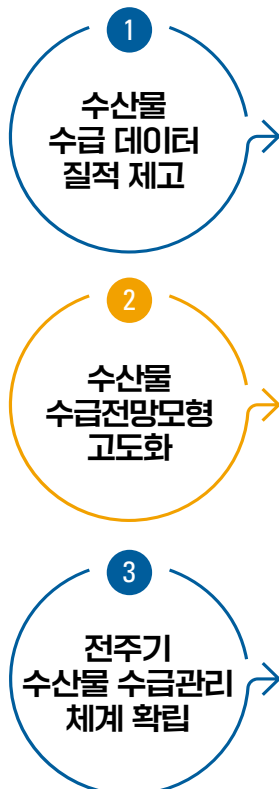 1
수산물
수급 데이터
질적 제고
2
수산물
수급전망모형
고도화
3
전주기
수산물 수급관리
체계 확립